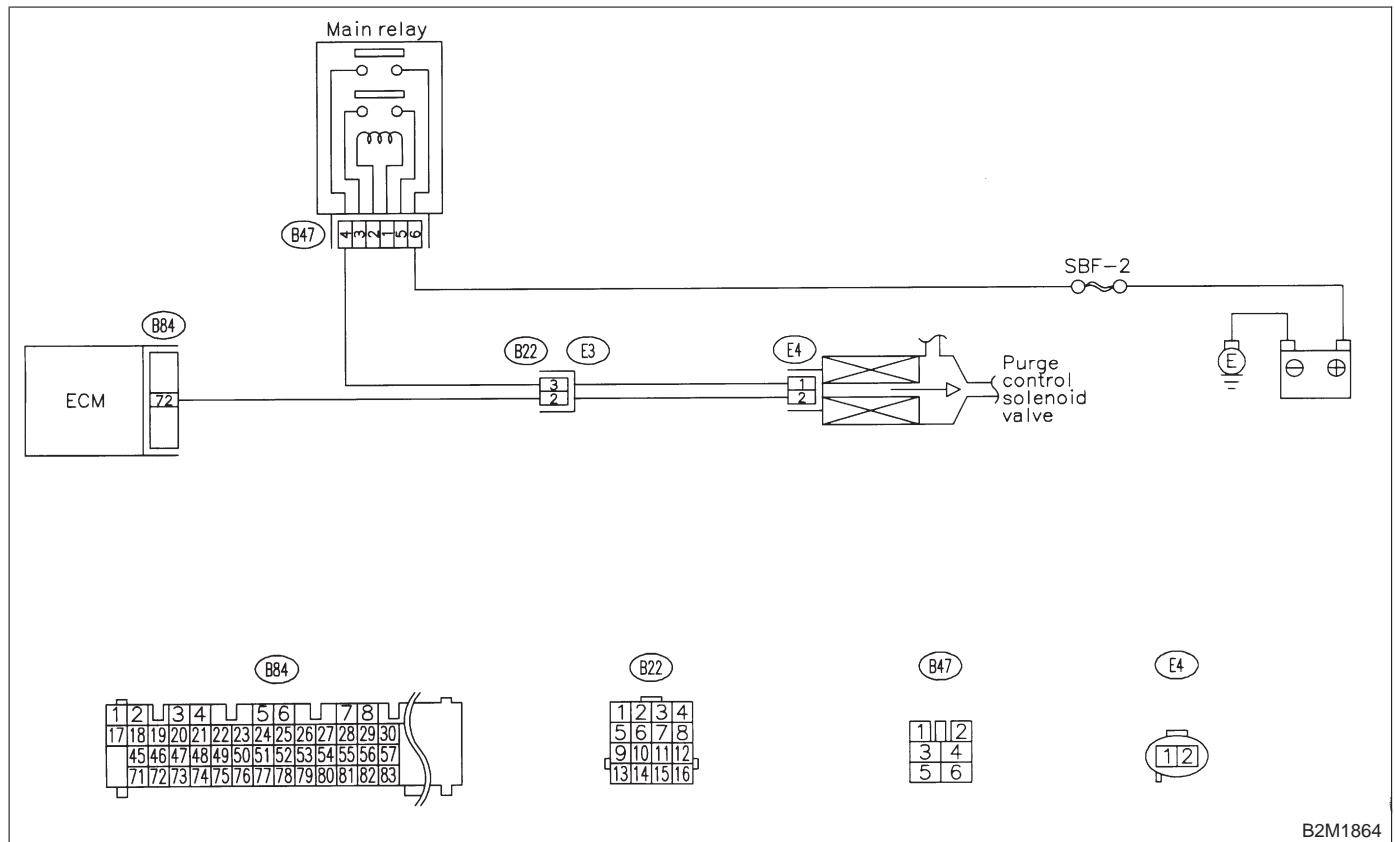 Main relay
B47
4 3 2 1 5 6
SBF-2
B84
B22
E3
E4
ECM
72
3
2
1
2
Purge
control
solenoid
valve
E
⊖ ⊕
B84
B22
B47
E4
1 2 3 4 5 6 7 8
17 18 19 20 21 22 23 24 25 26 27 28 29 30
45 46 47 48 49 50 51 52 53 54 55 56 57
71 72 73 74 75 76 77 78 79 80 81 82 83
1 2 3 4
5 6 7 8
9 10 11 12
13 14 15 16
1 2
3 4
5 6
1 2
B2M1864